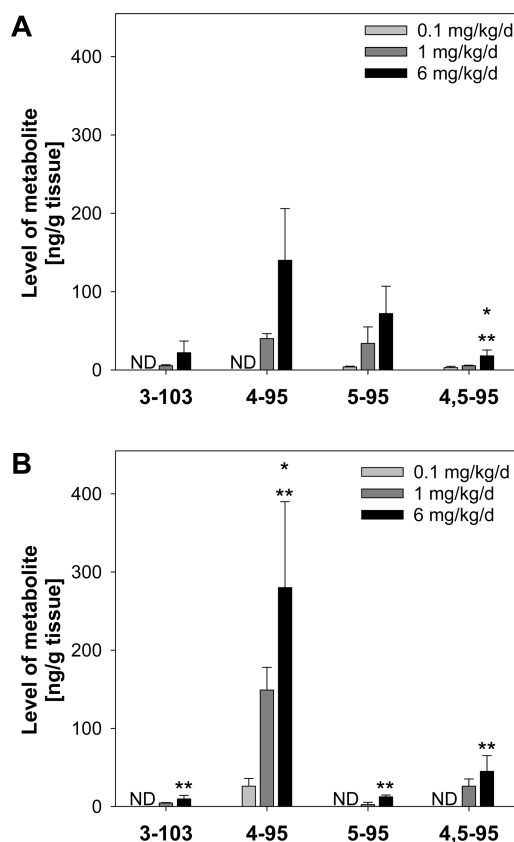 A
0.1 mg/kg/d
1 mg/kg/d
6 mg/kg/d
Level of metabolite
[ng/g tissue]
400
300
200
100
0
ND
ND
*
**
3-103
4-95
5-95
4,5-95
B
0.1 mg/kg/d
1 mg/kg/d
6 mg/kg/d
Level of metabolite
[ng/g tissue]
400
300
200
100
0
*
**
ND
**
ND
**
ND
**
3-103
4-95
5-95
4,5-95